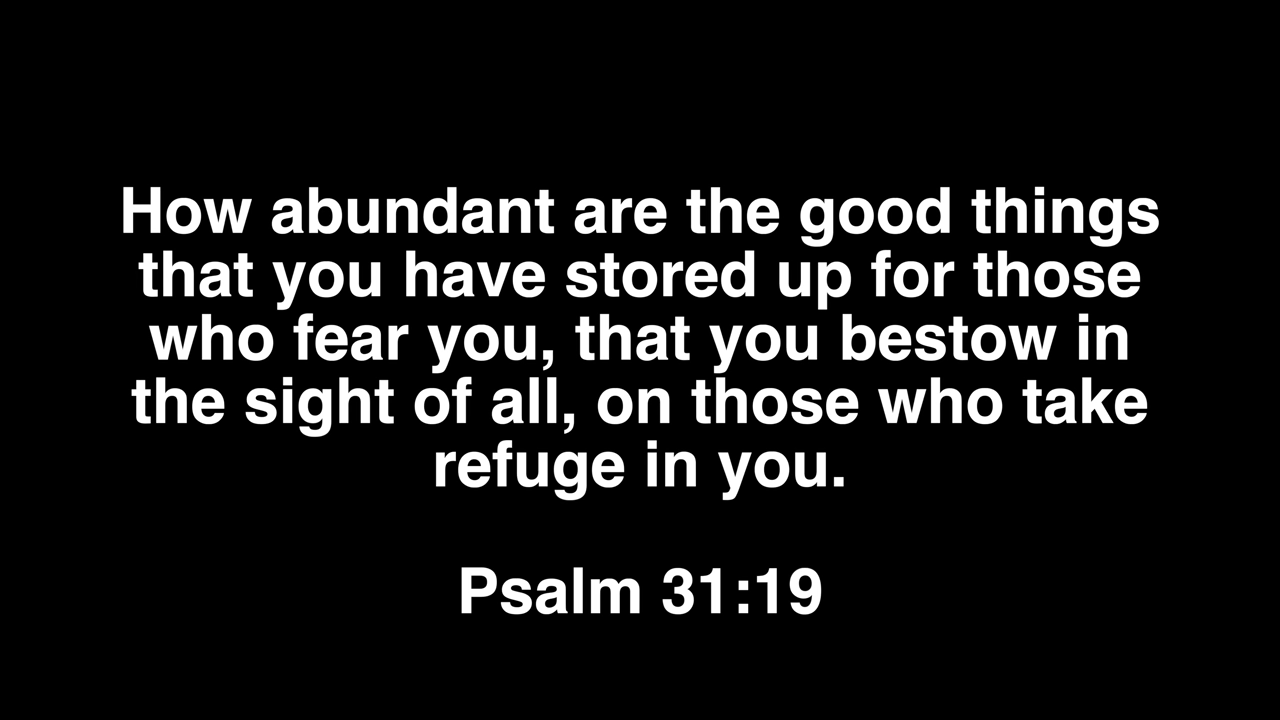 How abundant are the good things
that you have stored up for those
who fear you, that you bestow in
the sight of all, on those who take
refuge in you.
Psalm 31:19